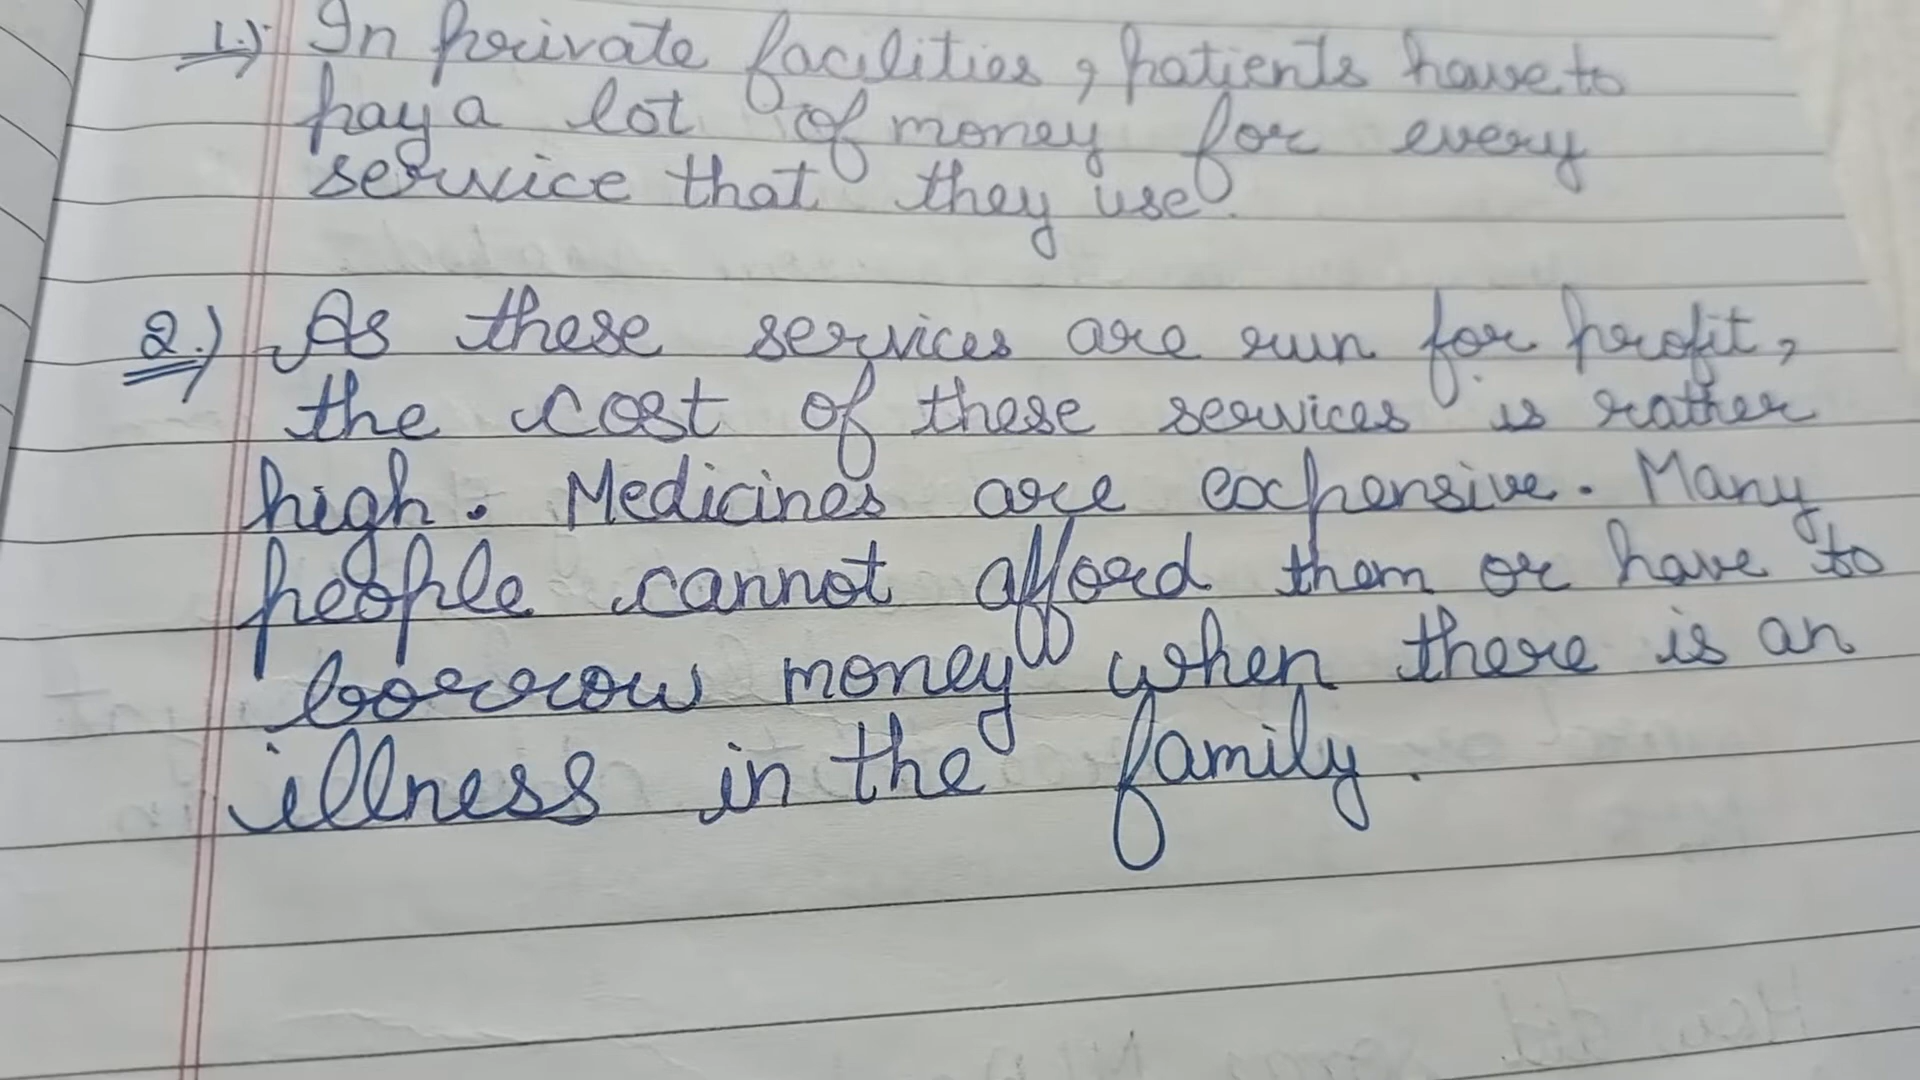 1.) In private facilities, patients have to
pay a lot of money for every
service that they use.
2.) As these services are run for profit,
the cost of these services is rather
high. Medicines are expensive. Many
people cannot afford them or have to
borrow money when there is an
illness in the family.